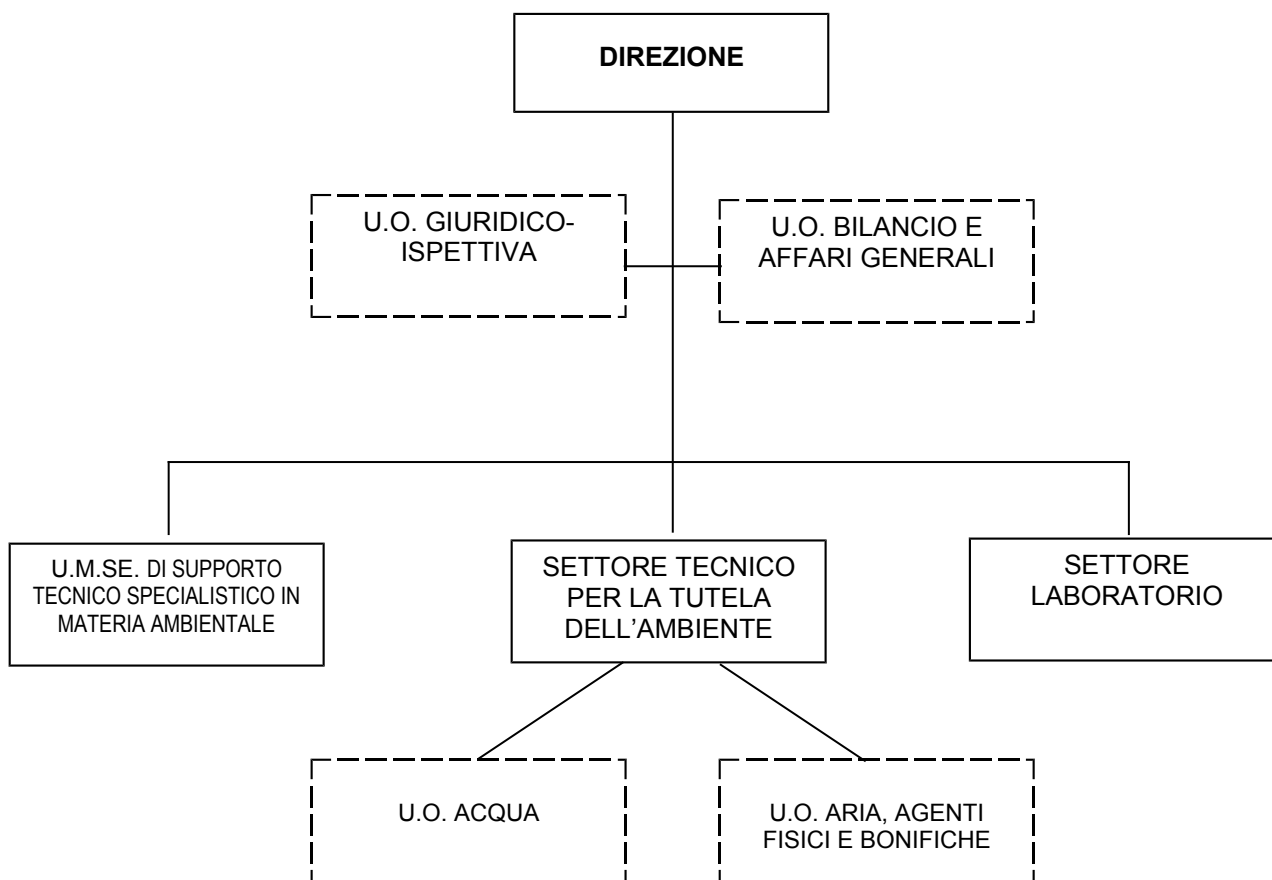 DIREZIONE
U.O. GIURIDICO-
ISPETTIVA
U.O. BILANCIO E
AFFARI GENERALI
U.M.SE. DI SUPPORTO
TECNICO SPECIALISTICO IN
MATERIA AMBIENTALE
SETTORE TECNICO
PER LA TUTELA
DELL’AMBIENTE
SETTORE
LABORATORIO
U.O. ACQUA
U.O. ARIA, AGENTI
FISICI E BONIFICHE